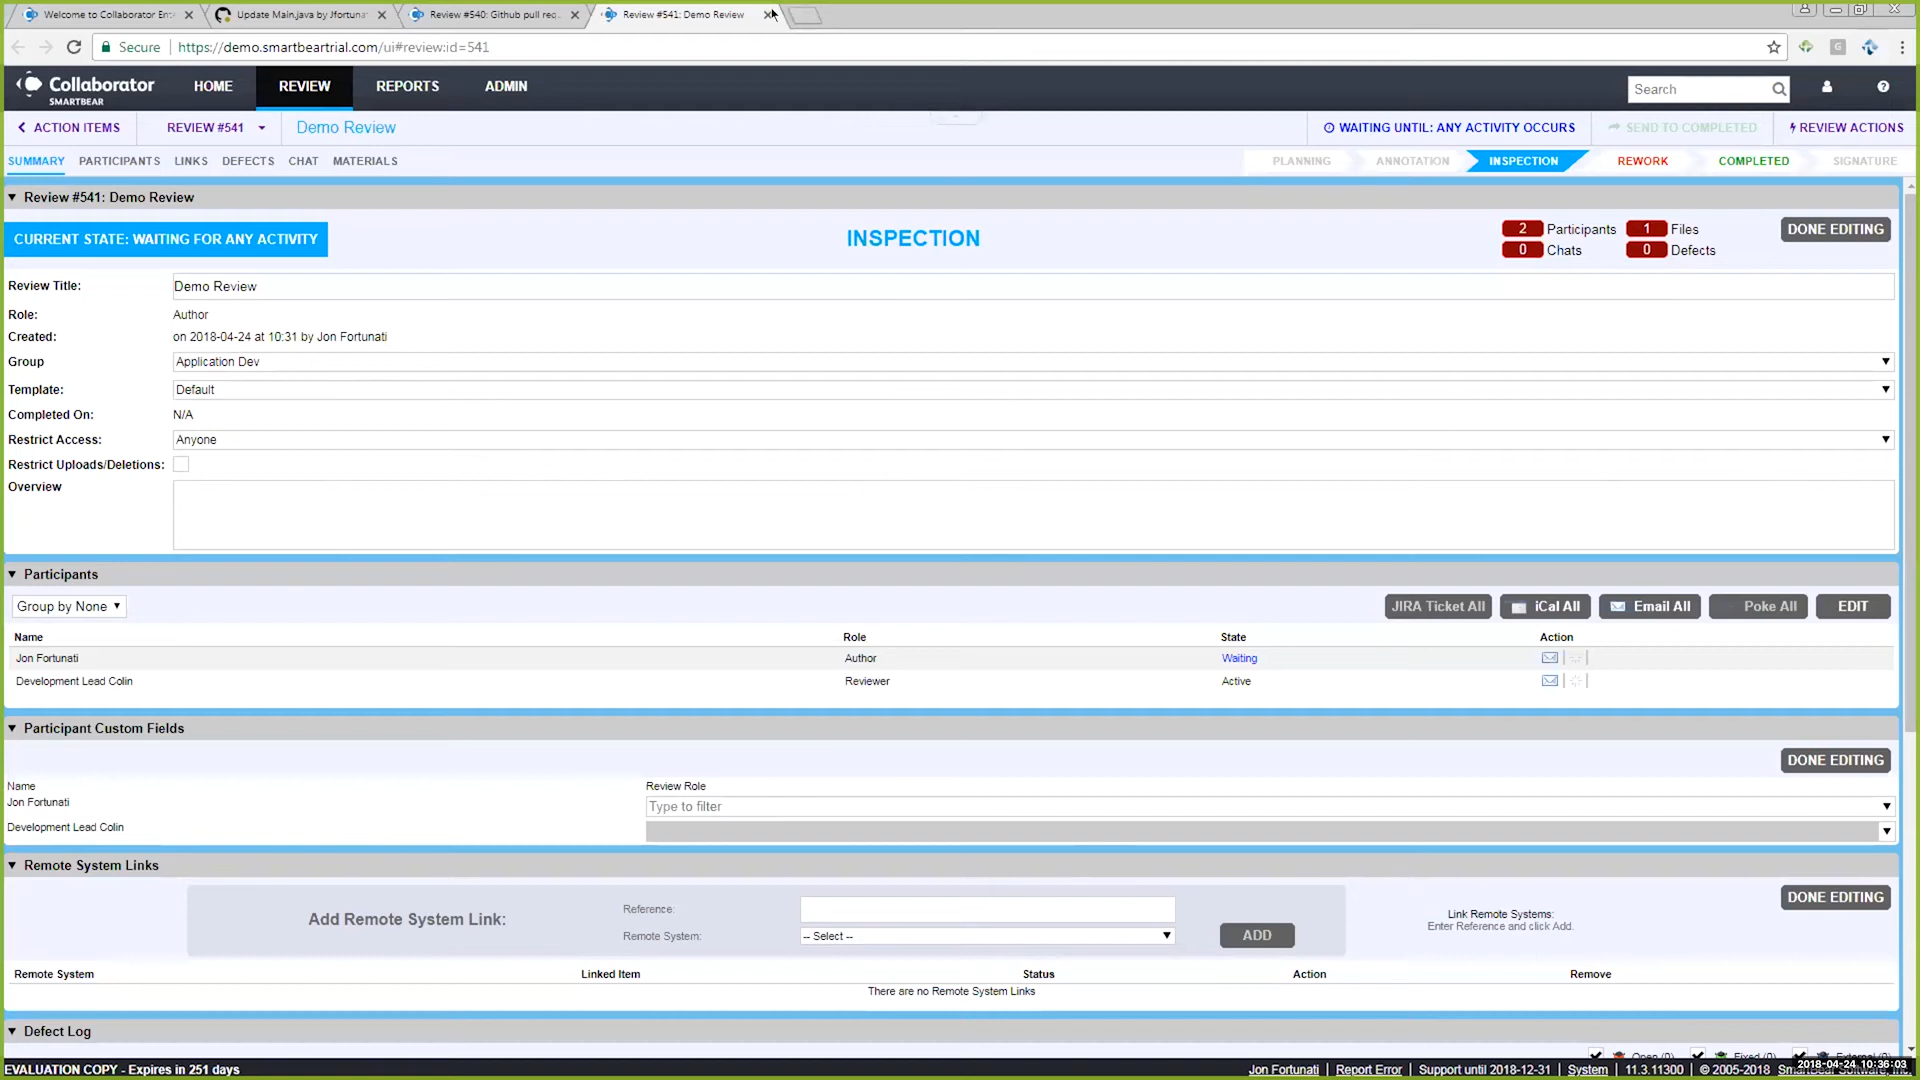 Welcome to Collaborator Ent
Update Main.java by Jfortuna
Review #540: Github pull req
Review #541: Demo Review
Secure https://demo.smartbeartrial.com/ui#review:id=541
Collaborator
SMARTBEAR
HOME REVIEW REPORTS ADMIN
Search
ACTION ITEMS REVIEW #541 Demo Review
WAITING UNTIL: ANY ACTIVITY OCCURS SEND TO COMPLETED REVIEW ACTIONS
SUMMARY PARTICIPANTS LINKS DEFECTS CHAT MATERIALS
PLANNING ANNOTATION INSPECTION REWORK COMPLETED SIGNATURE
Review #541: Demo Review
CURRENT STATE: WAITING FOR ANY ACTIVITY
INSPECTION
2 Participants 1 Files
0 Chats 0 Defects
DONE EDITING
Review Title: Demo Review
Role: Author
Created: on 2018-04-24 at 10:31 by Jon Fortunati
Group Application Dev
Template: Default
Completed On: N/A
Restrict Access: Anyone
Restrict Uploads/Deletions:
Overview
Participants
Group by None
JIRA Ticket All iCal All Email All Poke All EDIT
Name Role State Action
Jon Fortunati Author Waiting
Development Lead Colin Reviewer Active
Participant Custom Fields
DONE EDITING
Name Review Role
Jon Fortunati Type to filter
Development Lead Colin
Remote System Links
DONE EDITING
Add Remote System Link:
Reference:
Remote System: -- Select --
ADD
Link Remote Systems:
Enter Reference and click Add.
Remote System Linked Item Status Action Remove
There are no Remote System Links
Defect Log
Open (0) Fixed (0) External (0)
EVALUATION COPY - Expires in 251 days
Jon Fortunati | Report Error | Support until 2018-12-31 | System | 11.3.11300 | © 2005-2018 SmartBear Software, Inc.
2018-04-24 10:36:03